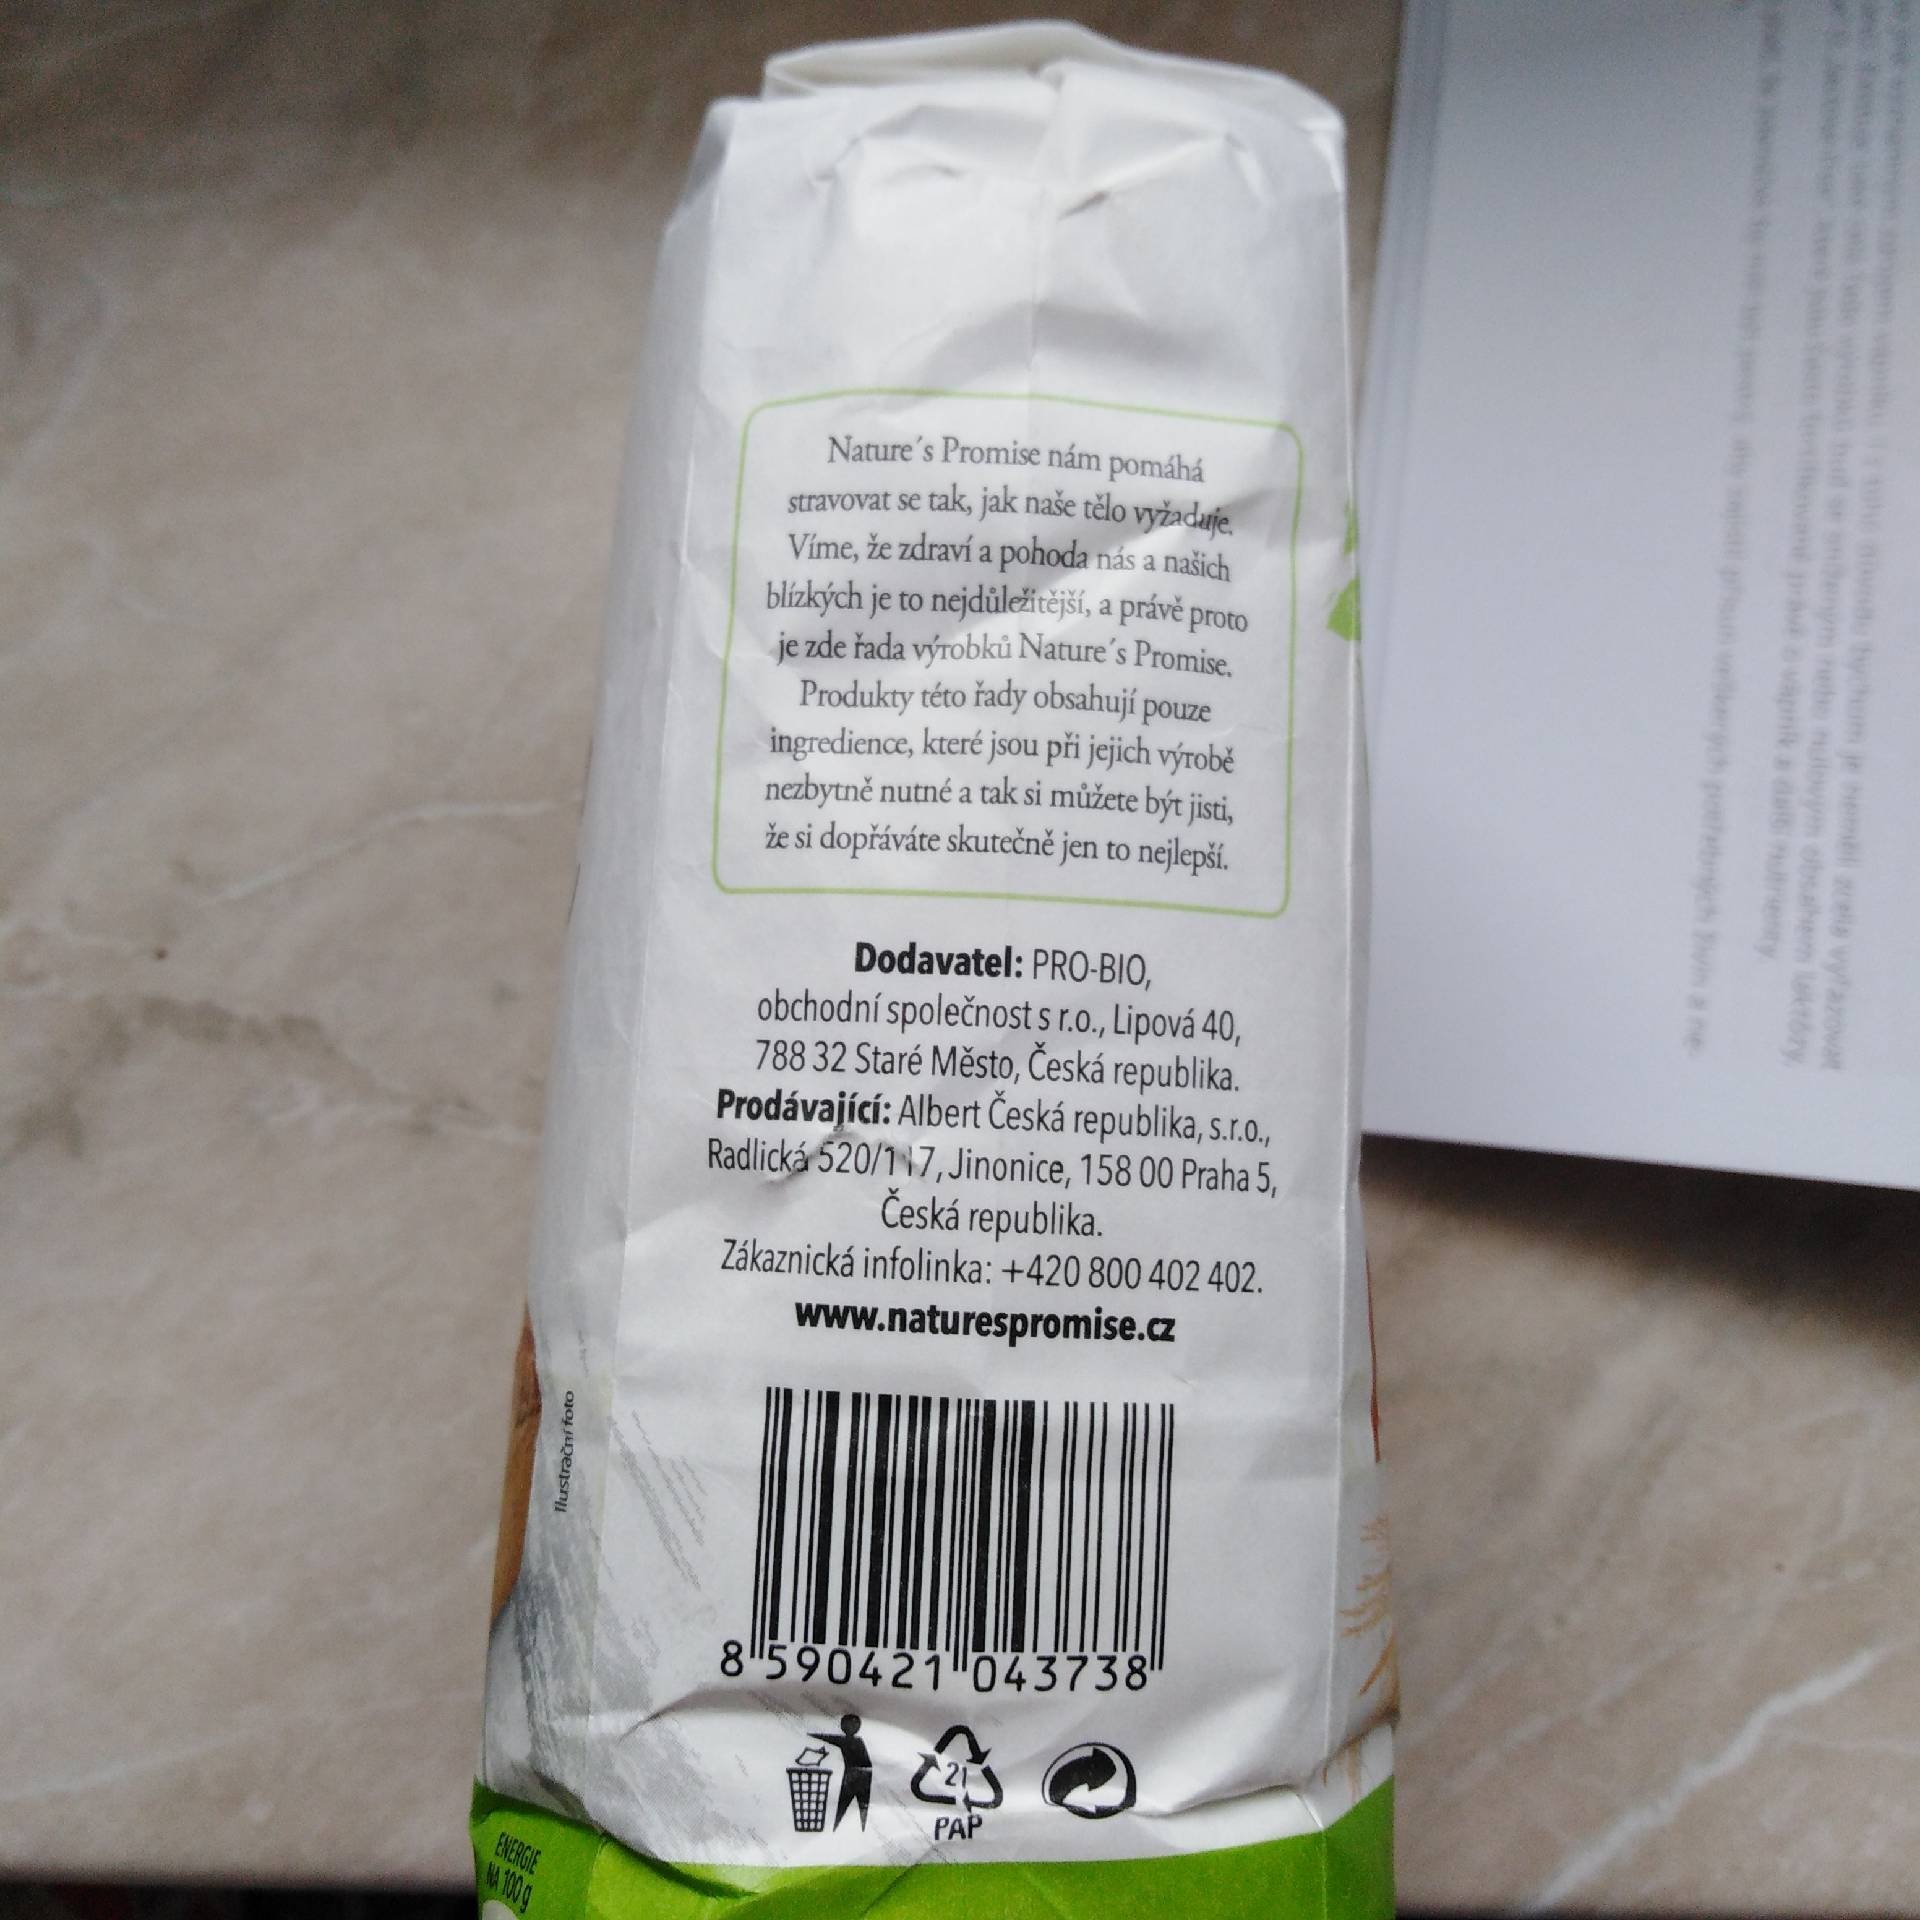 Nature´s Promise nám pomáhá
stravovat se tak, jak naše tělo vyžaduje.
Víme, že zdraví a pohoda nás a našich
blízkých je to nejdůležitější, a právě proto
je zde řada výrobků Nature´s Promise.
Produkty této řady obsahují pouze
ingredience, které jsou při jejich výrobě
nezbytně nutné a tak si můžete být jisti,
že si dopřáváte skutečně jen to nejlepší.
Dodavatel: PRO-BIO,
obchodní společnost s r.o., Lipová 40,
788 32 Staré Město, Česká republika.
Prodávající: Albert Česká republika, s.r.o.,
Radlická 520/117, Jinonice, 158 00 Praha 5,
Česká republika.
Zákaznická infolinka: +420 800 402 402.
www.naturespromise.cz
Ilustrační foto
8 590421 043738
21
PAP
ENERGIE
NA 100 g